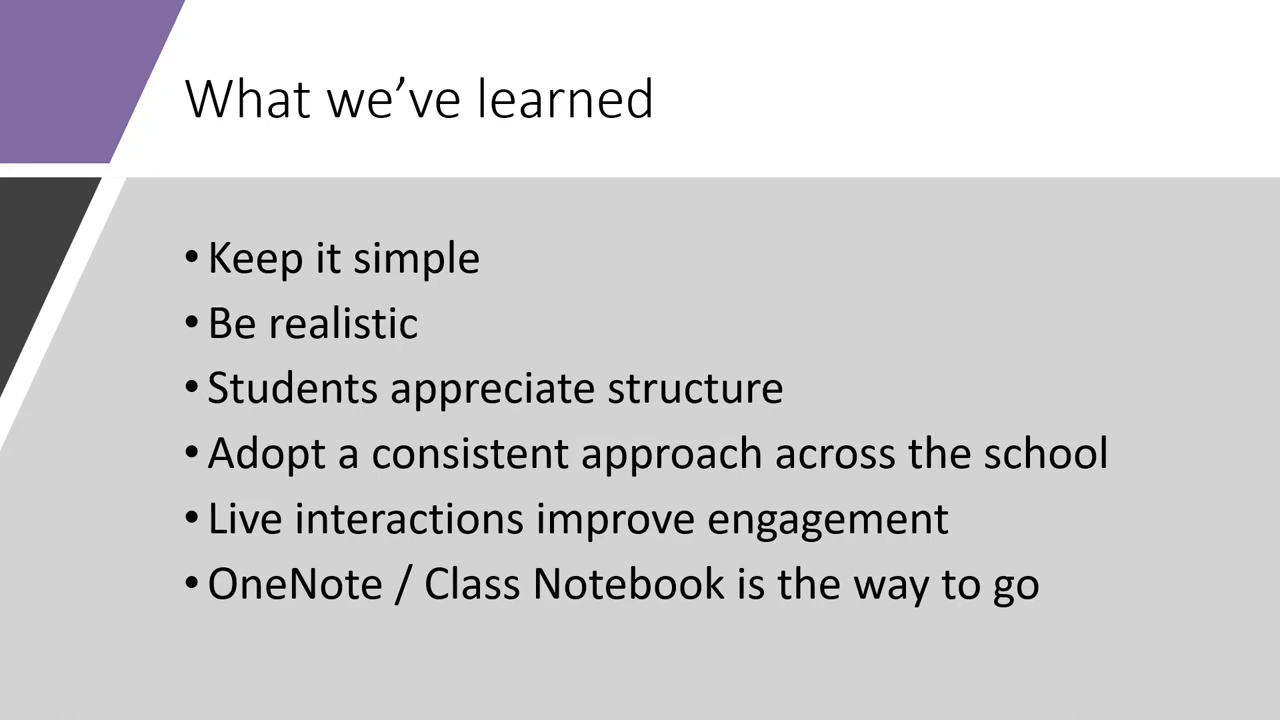 What we’ve learned
• Keep it simple
• Be realistic
• Students appreciate structure
• Adopt a consistent approach across the school
• Live interactions improve engagement
• OneNote / Class Notebook is the way to go